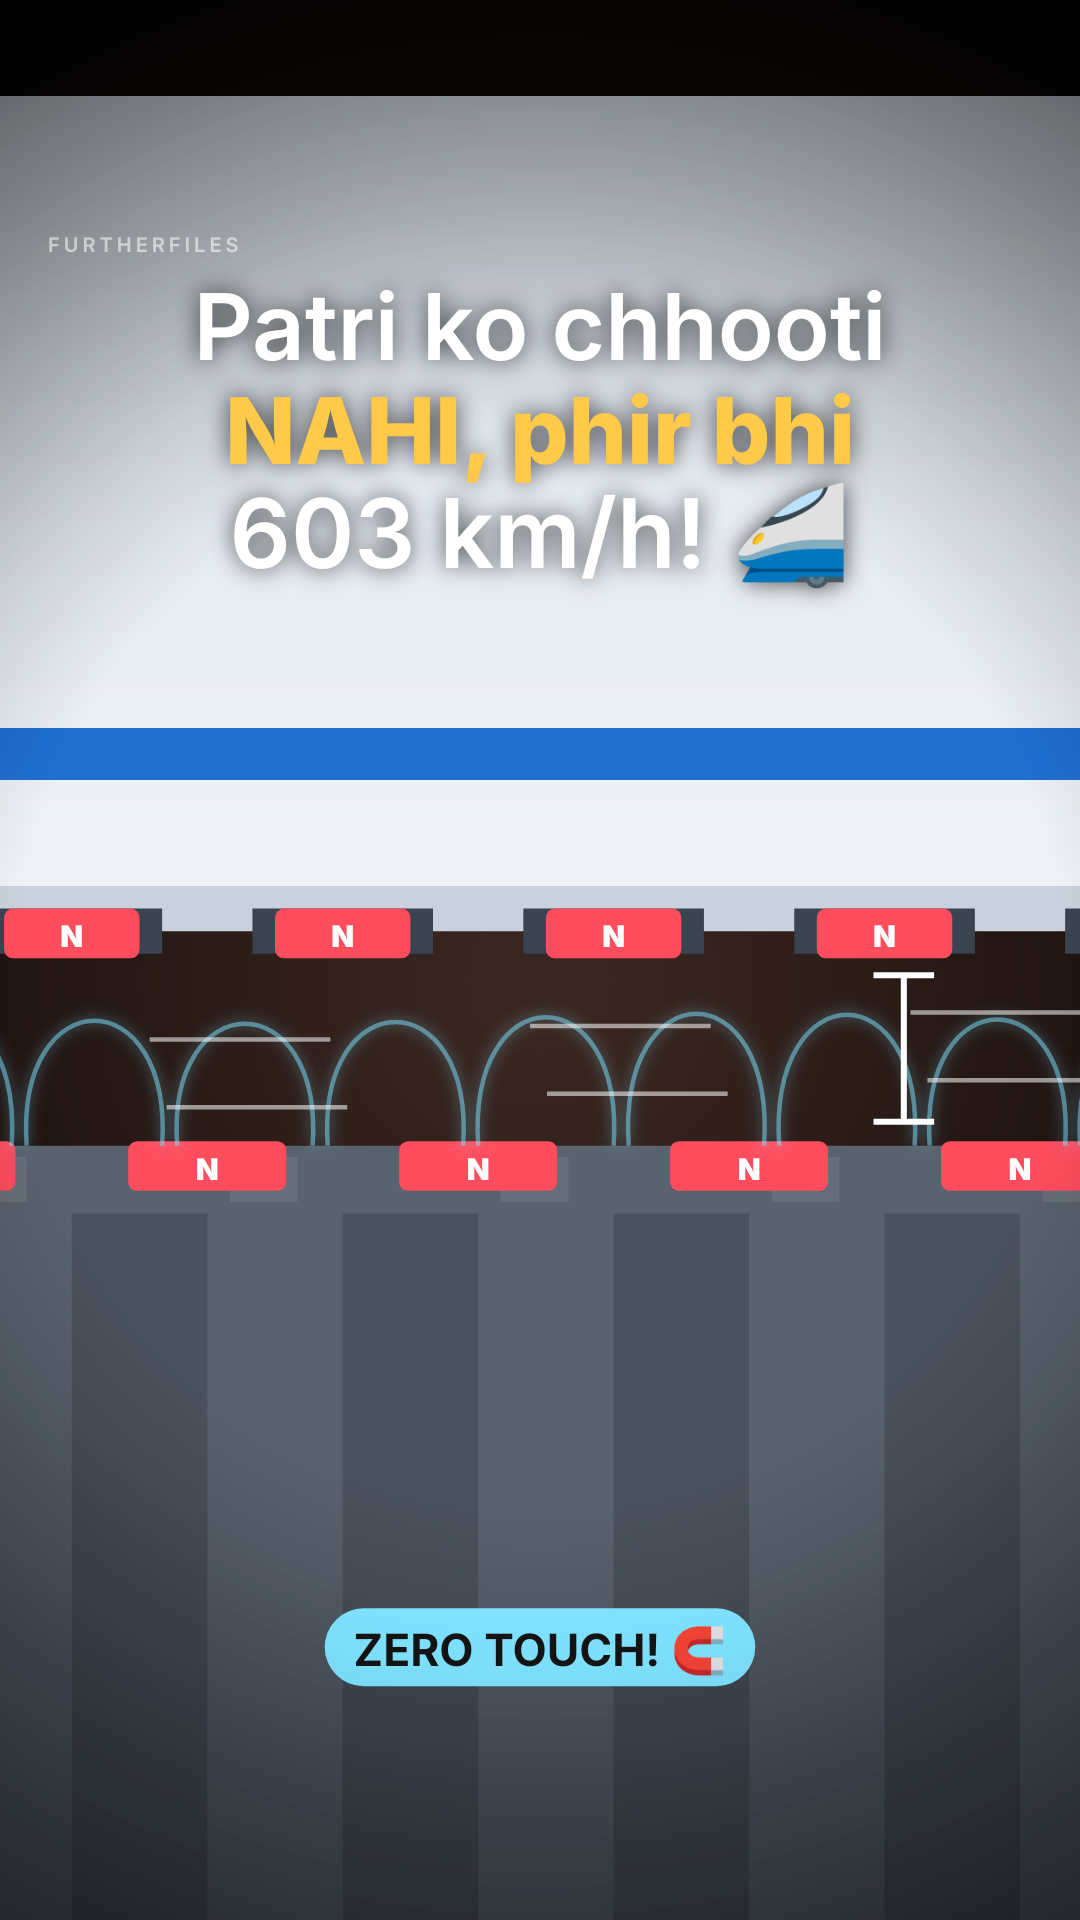 FURTHERFILES
Patri ko chhooti
NAHI, phir bhi
603 km/h! 🚄
N N N N
N N N N
ZERO TOUCH! 🧲